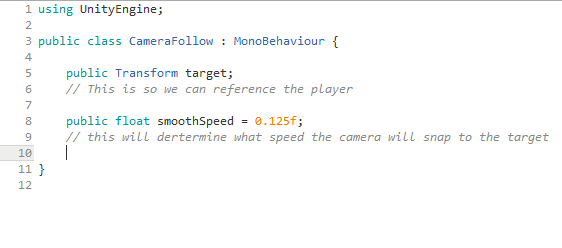 1 using UnityEngine;
2
3 public class CameraFollow : MonoBehaviour {
4
5 public Transform target;
6 // This is so we can reference the player
7
8 public float smoothSpeed = 0.125f;
9 // this will dertermine what speed the camera will snap to the target
10
11 }
12